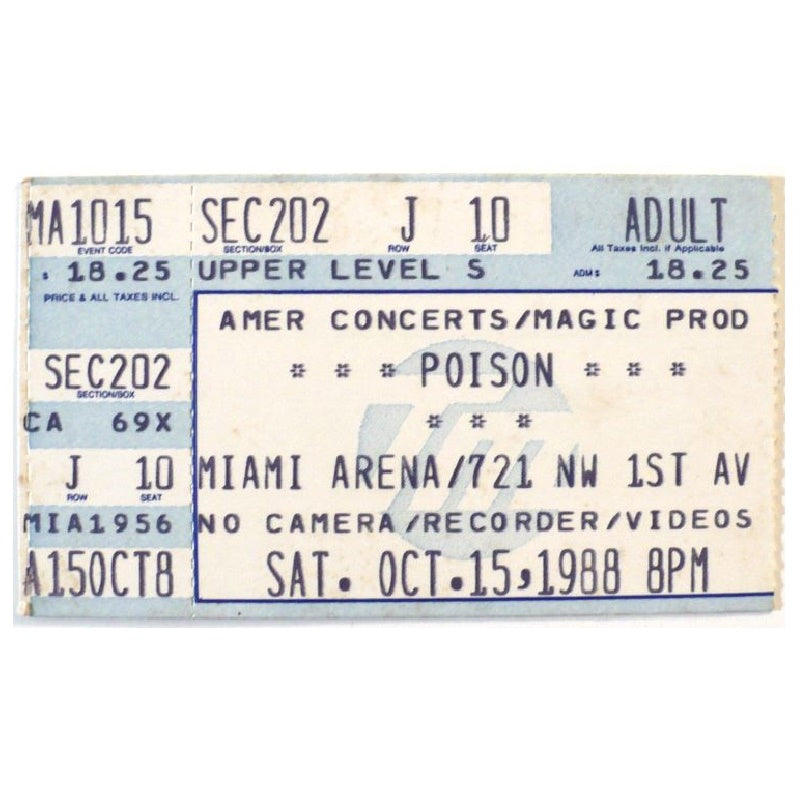 MA1015
EVENT CODE
: 18.25
PRICE & ALL TAXES INCL.
SEC202
SECTION/BOX
CA 69X
J 10
ROW SEAT
MIA1956
A15OCT8
SEC202 J 10 ADULT
SECTION/BOX ROW SEAT All Taxes Incl. if Applicable
UPPER LEVEL S ADM$ 18.25
AMER CONCERTS/MAGIC PROD
* * * POISON * * *
* * *
MIAMI ARENA/721 NW 1ST AV
NO CAMERA/RECORDER/VIDEOS
SAT. OCT.15,1988 8PM